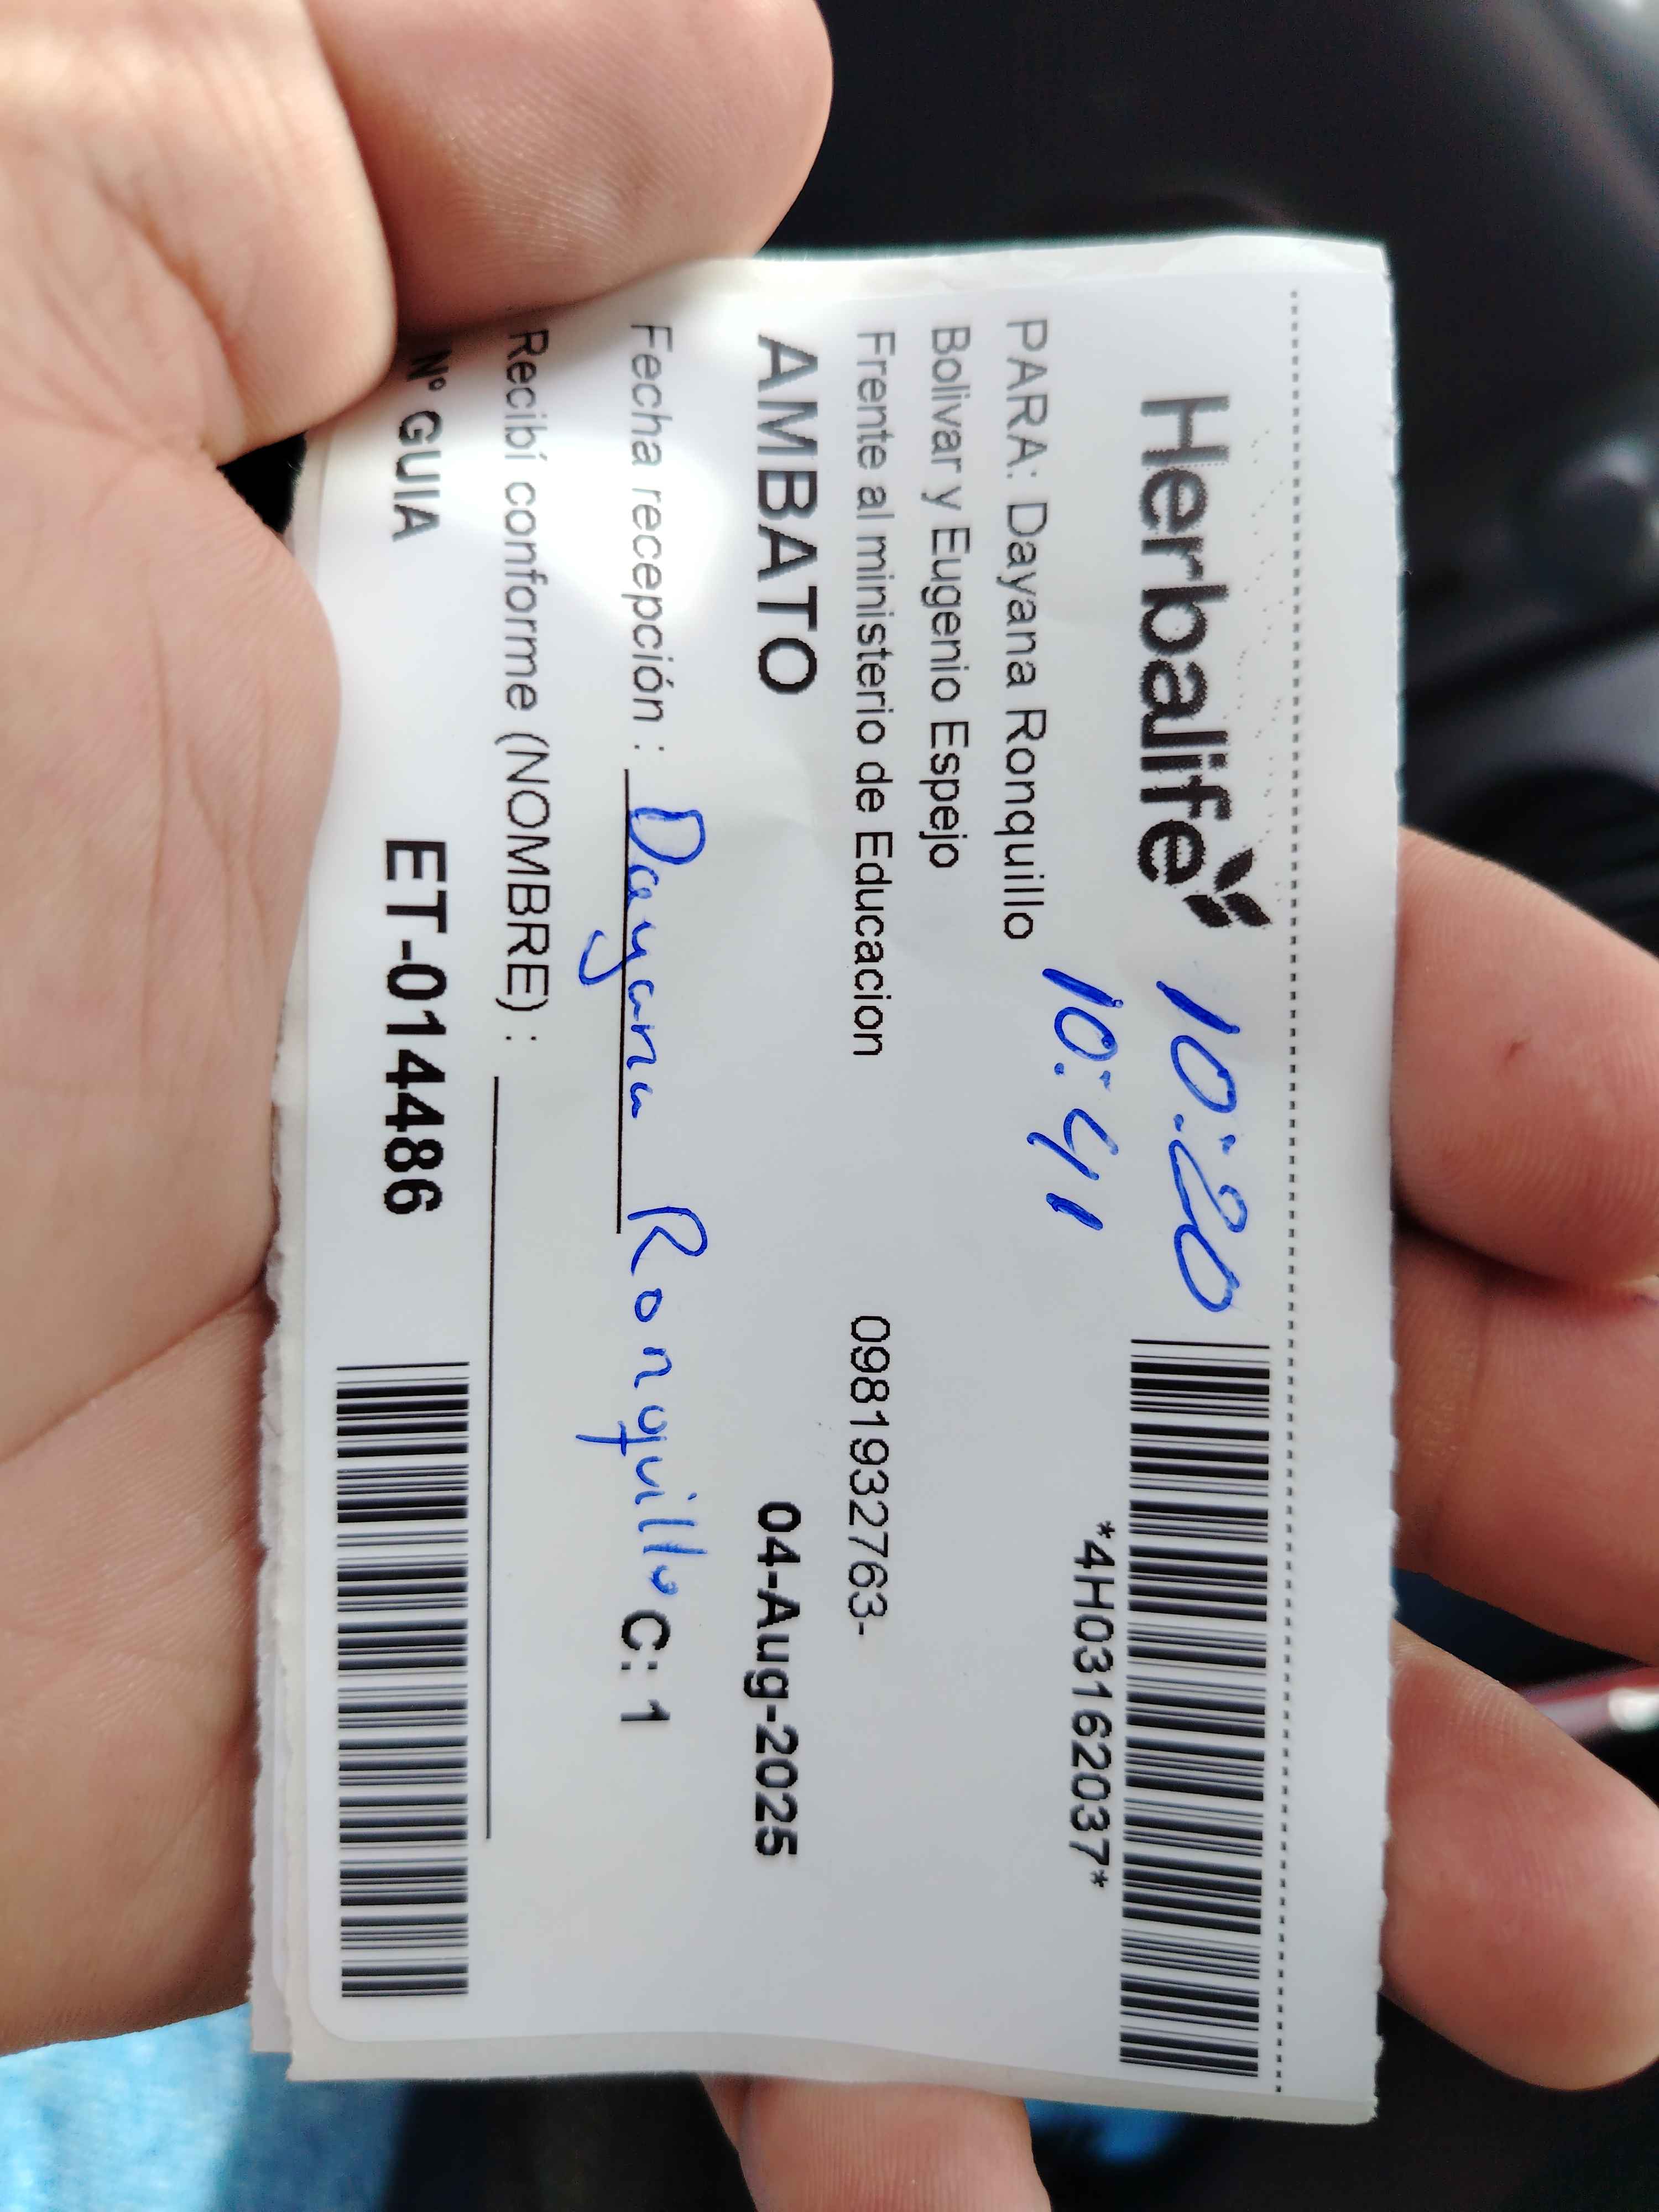 Herbalife 10:20
*4H03162037*
PARA: Dayana Ronquillo 10:41
Bolivar y Eugenio Espejo
Frente al ministerio de Educacion 0981932763-
AMBATO 04-Aug-2025
Fecha recepción : Dayana Ronquillo C: 1
Recibí conforme (NOMBRE) :
N° GUIA ET-014486